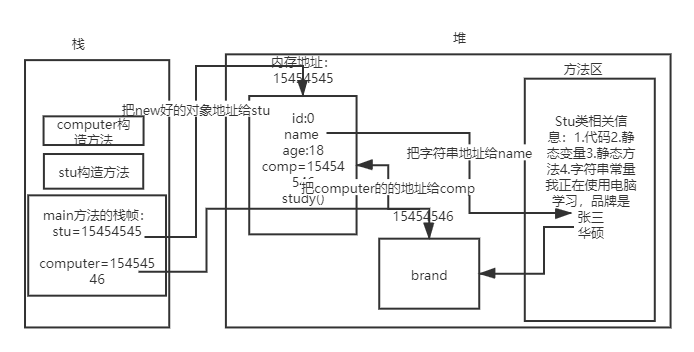 栈
堆
内存地址：
15454545
方法区
把new好的对象地址给stu
computer构
造方法
stu构造方法
main方法的栈帧：
stu=15454545
computer=154545
46
id:0
name
age:18
comp=15454
546
study()
把字符串地址给name
把computer的的地址给comp
15454546
brand
Stu类相关信
息：1.代码2.静
态变量3.静态方
法4.字符串常量
我正在使用电脑
学习，品牌是
张三
华硕